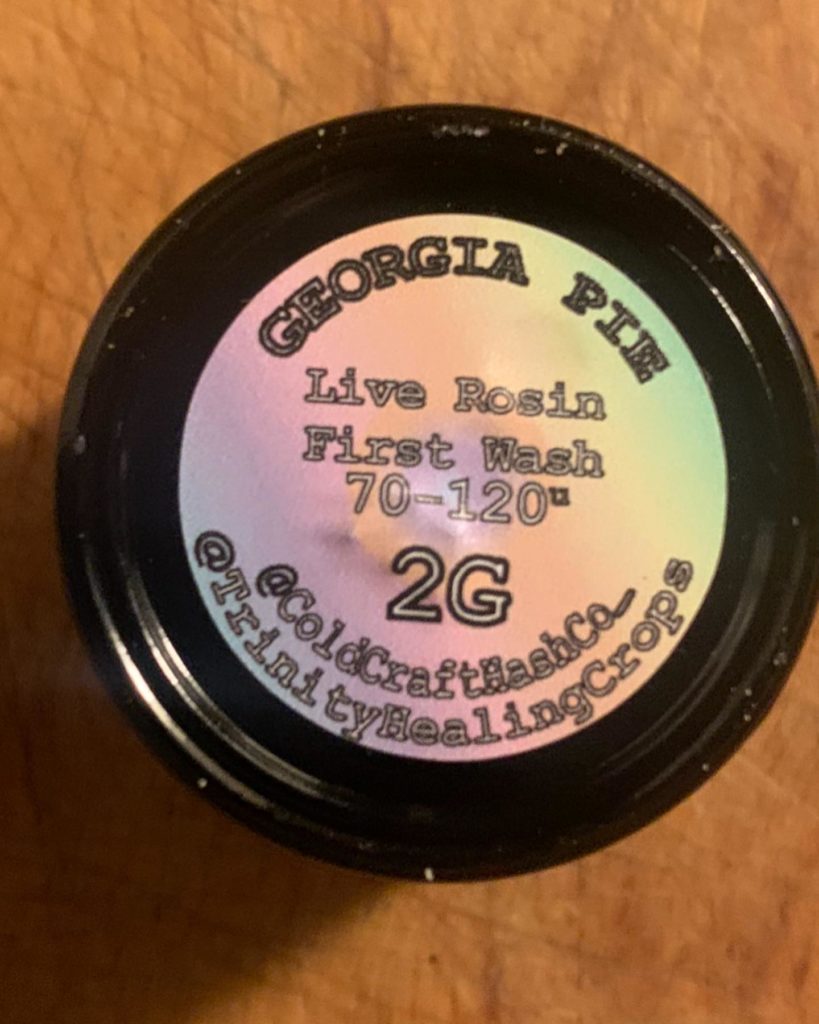 GEORGIA PIE
Live Rosin
First Wash
70-120u
2G
@ColdCraftHashCo_
@TrinityHealingCrops